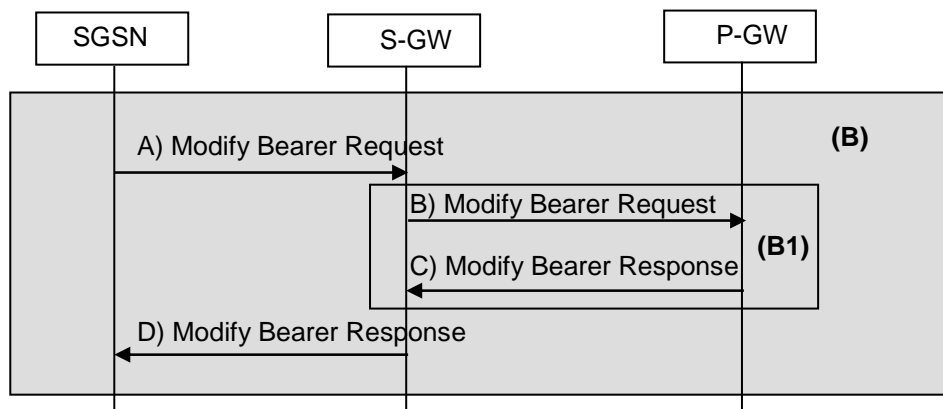 SGSN
S-GW
P-GW
(B)
A) Modify Bearer Request
B) Modify Bearer Request
(B1)
C) Modify Bearer Response
D) Modify Bearer Response